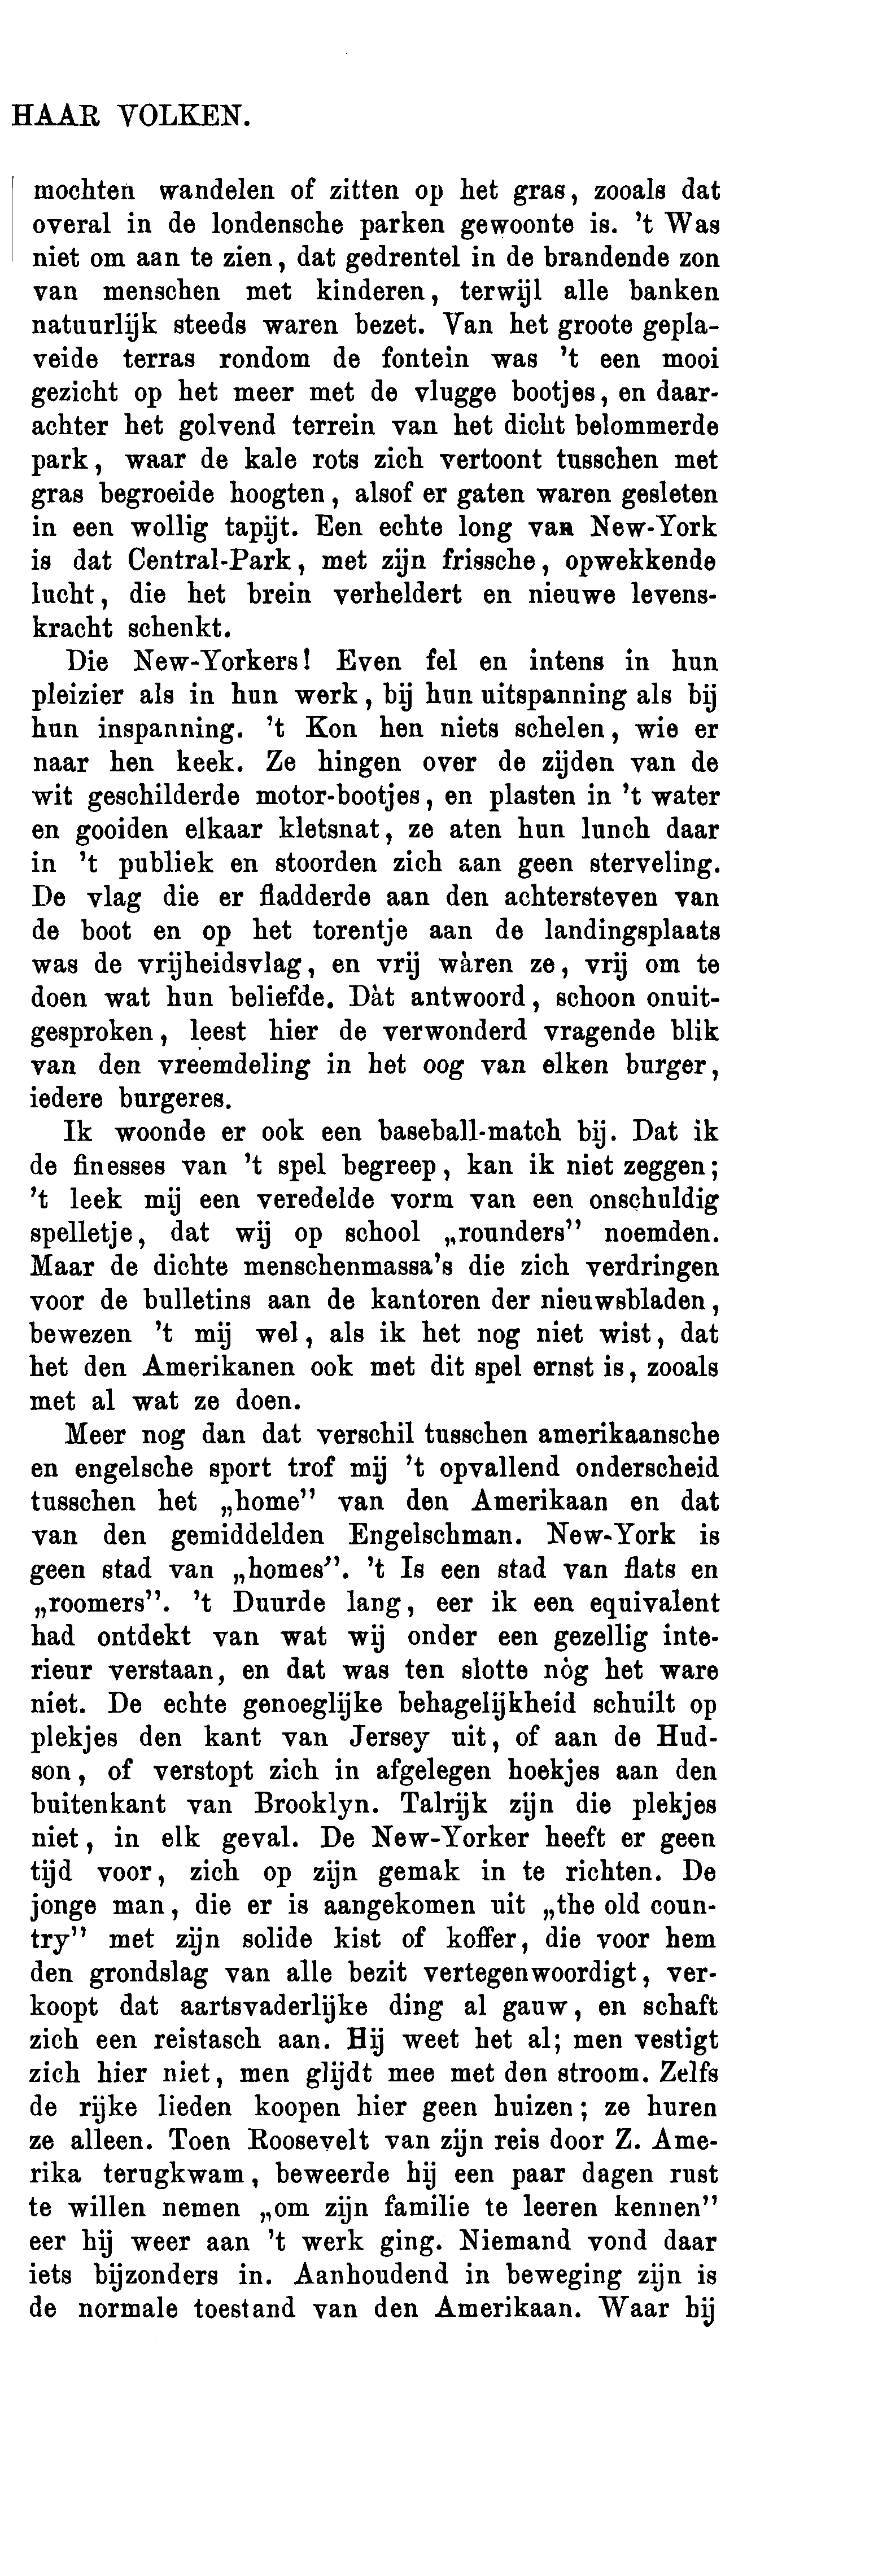 HAAR VOLKEN.
mochten wandelen of zitten op het gras, zooals dat
overal in de londensche parken gewoonte is. 't Was
niet om aan te zien, dat gedrentel in de brandende zon
van menschen met kinderen, terwijl alle banken
natuurlijk steeds waren bezet. Van het groote gepla-
veide terras rondom de fontein was 't een mooi
gezicht op het meer met de vlugge bootjes, en daar-
achter het golvend terrein van het dicht belommerde
park, waar de kale rots zich vertoont tusschen met
gras begroeide hoogten, alsof er gaten waren gesleten
in een wollig tapijt. Een echte long van New-York
is dat Central-Park, met zijn frissche, opwekkende
lucht, die het brein verheldert en nieuwe levens-
kracht schenkt.
Die New-Yorkers! Even fel en intens in hun
pleizier als in hun werk, bij hun uitspanning als bij
hun inspanning. 't Kon hen niets schelen, wie er
naar hen keek. Ze hingen over de zijden van de
wit geschilderde motor-bootjes, en plasten in 't water
en gooiden elkaar kletsnat, ze aten hun lunch daar
in 't publiek en stoorden zich aan geen sterveling.
De vlag die er fladderde aan den achtersteven van
de boot en op het torentje aan de landingsplaats
was de vrijheidsvlag, en vrij wàren ze, vrij om te
doen wat hun beliefde. Dàt antwoord, schoon onuit-
gesproken, leest hier de verwonderd vragende blik
van den vreemdeling in het oog van elken burger,
iedere burgeres.
Ik woonde er ook een baseball-match bij. Dat ik
de finesses van 't spel begreep, kan ik niet zeggen;
't leek mij een veredelde vorm van een onschuldig
spelletje, dat wij op school „rounders” noemden.
Maar de dichte menschenmassa's die zich verdringen
voor de bulletins aan de kantoren der nieuwsbladen,
bewezen 't mij wel, als ik het nog niet wist, dat
het den Amerikanen ook met dit spel ernst is, zooals
met al wat ze doen.
Meer nog dan dat verschil tusschen amerikaansche
en engelsche sport trof mij 't opvallend onderscheid
tusschen het „home” van den Amerikaan en dat
van den gemiddelden Engelschman. New-York is
geen stad van „homes”. 't Is een stad van flats en
„roomers”. 't Duurde lang, eer ik een equivalent
had ontdekt van wat wij onder een gezellig inte-
rieur verstaan, en dat was ten slotte nòg het ware
niet. De echte genoeglijke behagelijkheid schuilt op
plekjes den kant van Jersey uit, of aan de Hud-
son, of verstopt zich in afgelegen hoekjes aan den
buitenkant van Brooklyn. Talrijk zijn die plekjes
niet, in elk geval. De New-Yorker heeft er geen
tijd voor, zich op zijn gemak in te richten. De
jonge man, die er is aangekomen uit „the old coun-
try” met zijn solide kist of koffer, die voor hem
den grondslag van alle bezit vertegenwoordigt, ver-
koopt dat aartsvaderlijke ding al gauw, en schaft
zich een reistasch aan. Hij weet het al; men vestigt
zich hier niet, men glijdt mee met den stroom. Zelfs
de rijke lieden koopen hier geen huizen; ze huren
ze alleen. Toen Roosevelt van zijn reis door Z. Ame-
rika terugkwam, beweerde hij een paar dagen rust
te willen nemen „om zijn familie te leeren kennen”
eer hij weer aan 't werk ging. Niemand vond daar
iets bijzonders in. Aanhoudend in beweging zijn is
de normale toestand van den Amerikaan. Waar hij